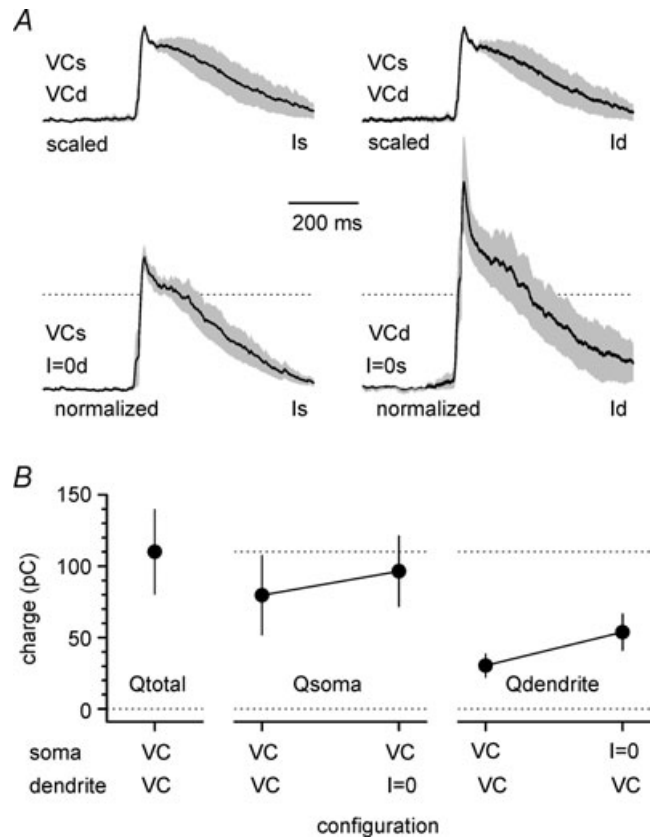 A
VCs
VCd
scaled
Is
VCs
VCd
scaled
Id
200 ms
VCs
I=0d
normalized
Is
VCd
I=0s
normalized
Id
B
charge (pC)
150
100
50
0
Qtotal
Qsoma
Qdendrite
soma VC VC VC VC I=0
dendrite VC VC I=0 VC VC
configuration